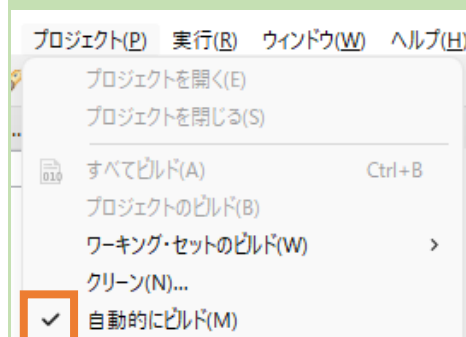 プロジェクト(P) 実行(R) ウィンドウ(W) ヘルプ(H)
プロジェクトを開く(E)
プロジェクトを閉じる(S)
..
010 すべてビルド(A) Ctrl+B
プロジェクトのビルド(B)
ワーキング・セットのビルド(W)
クリーン(N)...
自動的にビルド(M)